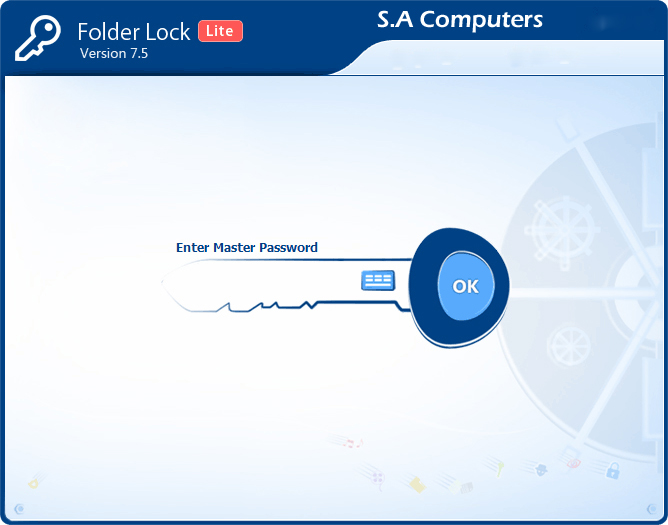 Folder Lock Lite
Version 7.5
S.A Computers
Enter Master Password
OK